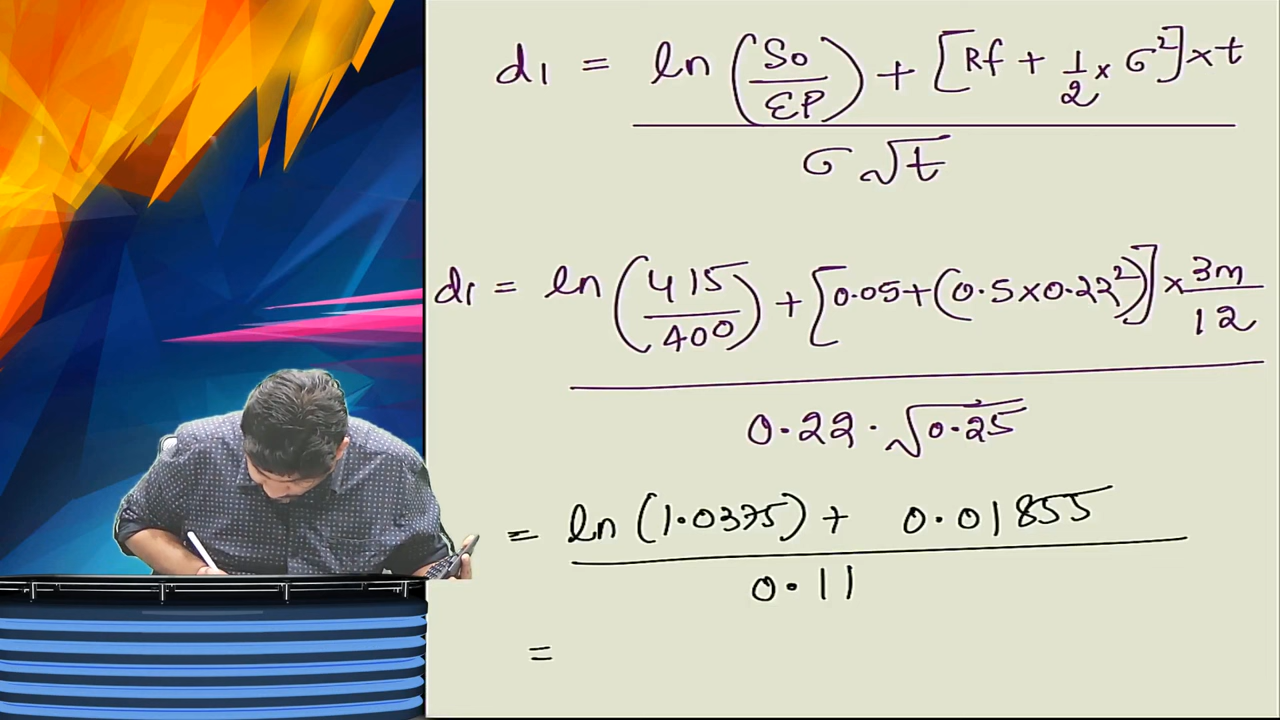 d1 = ln (So/EP) + [Rf + 1/2 × σ²] × t
σ √t
d1 = ln (415/400) + [0.05 + (0.5 × 0.22²)] × 3m/12
0.22 · √0.25
= ln (1.0375) + 0.01855
0.11
=